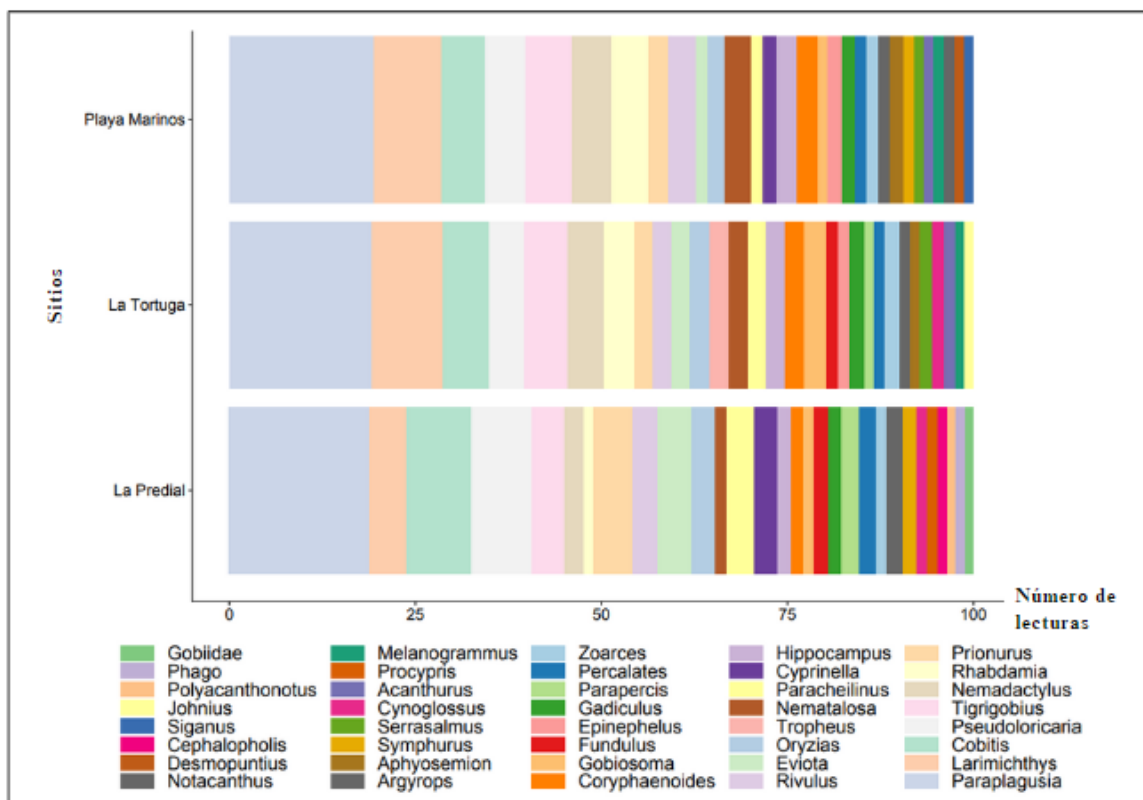 Playa Marinos
La Tortuga
La Predial
Sitios
0 25 50 75 100
Número de
lecturas
Gobiidae Melanogrammus Zoarces Hippocampus Prionurus
Phago Procypris Percalates Cyprinella Rhabdamia
Polyacanthonotus Acanthurus Parapercis Paracheilinus Nemadactylus
Johnius Cynoglossus Gadiculus Nematalosa Tigrigobius
Siganus Serrasalmus Epinephelus Tropheus Pseudoloricaria
Cephalopholis Symphurus Fundulus Oryzias Cobitis
Desmopuntius Aphyosemion Gobiosoma Eviota Larimichthys
Notacanthus Argyrops Coryphaenoides Rivulus Paraplagusia